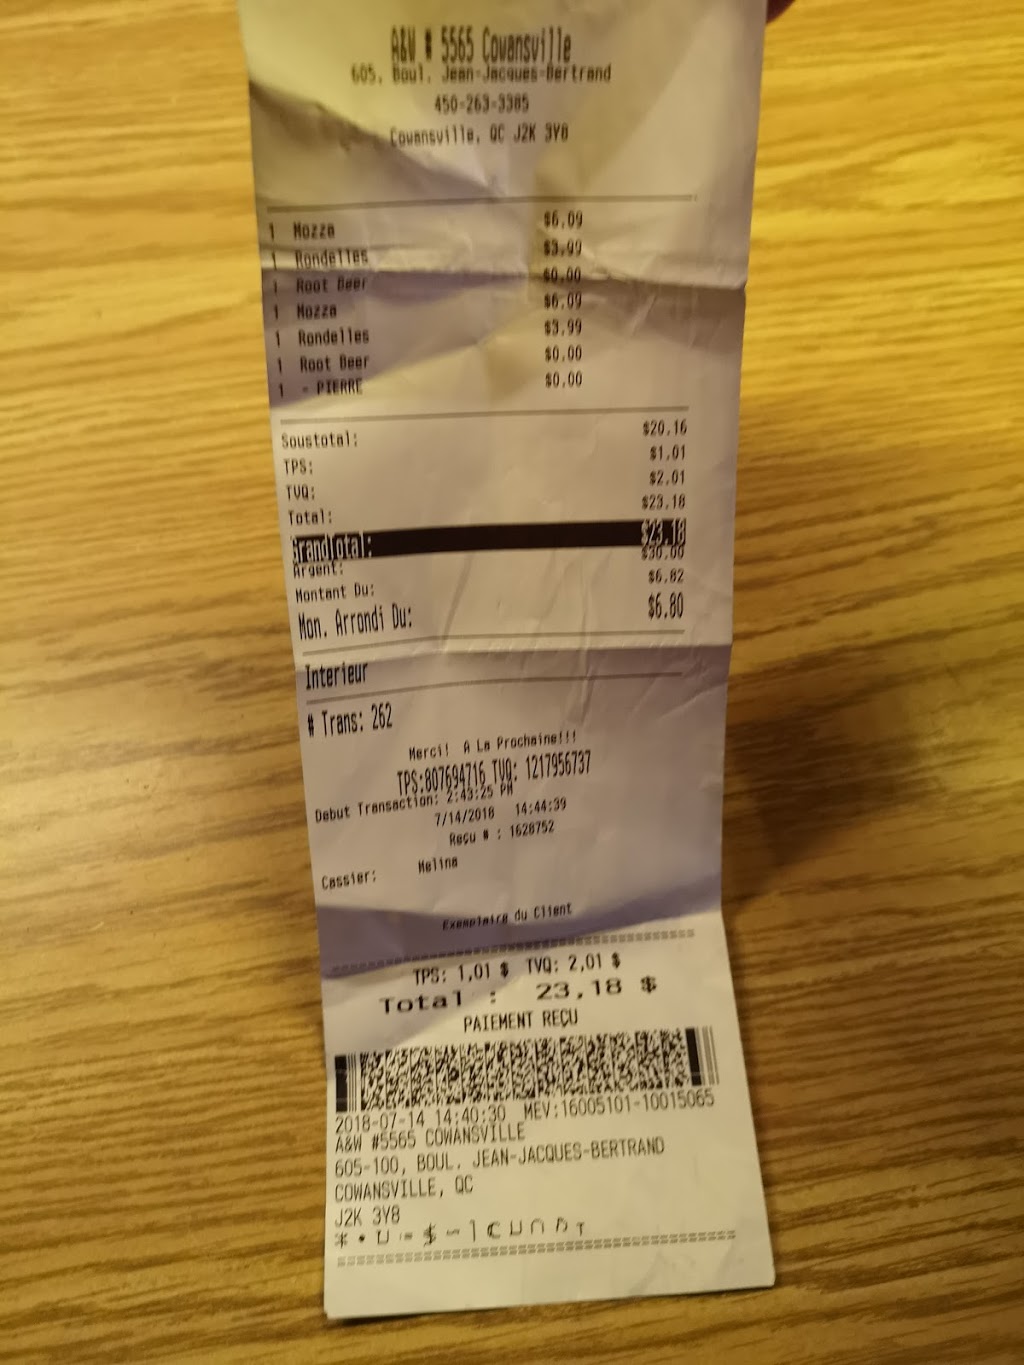 A&W # 5565 Cowansville
605, Boul. Jean-Jacques-Bertrand
450-263-3385
Cowansville, QC J2K 3Y8
1 Mozza $6.09
1 Rondelles $3.99
1 Root Beer $0.00
1 Mozza $6.09
1 Rondelles $3.99
1 Root Beer $0.00
1 - PIERRE $0.00
Soustotal: $20.16
TPS: $1.01
TVQ: $2.01
Total: $23.18
GrandTotal: $23.18
Argent: $30.00
Montant Du: $6.82
Mon. Arrondi Du: $6.80
Interieur
# Trans: 262
Merci! A La Prochaine!!!
TPS:807694716 TVQ: 1217956737
Debut Transaction: 2:43:25 PM
7/14/2018 14:44:39
Reçu # : 1628752
Cassier: Melina
Exemplaire du Client
TPS: 1,01 $ TVQ: 2,01 $
Total : 23,18 $
PAIEMENT REÇU
2018-07-14 14:40:30 MEV:16005101-10015065
A&W #5565 COWANSVILLE
605-100, BOUL. JEAN-JACQUES-BERTRAND
COWANSVILLE, QC
J2K 3Y8